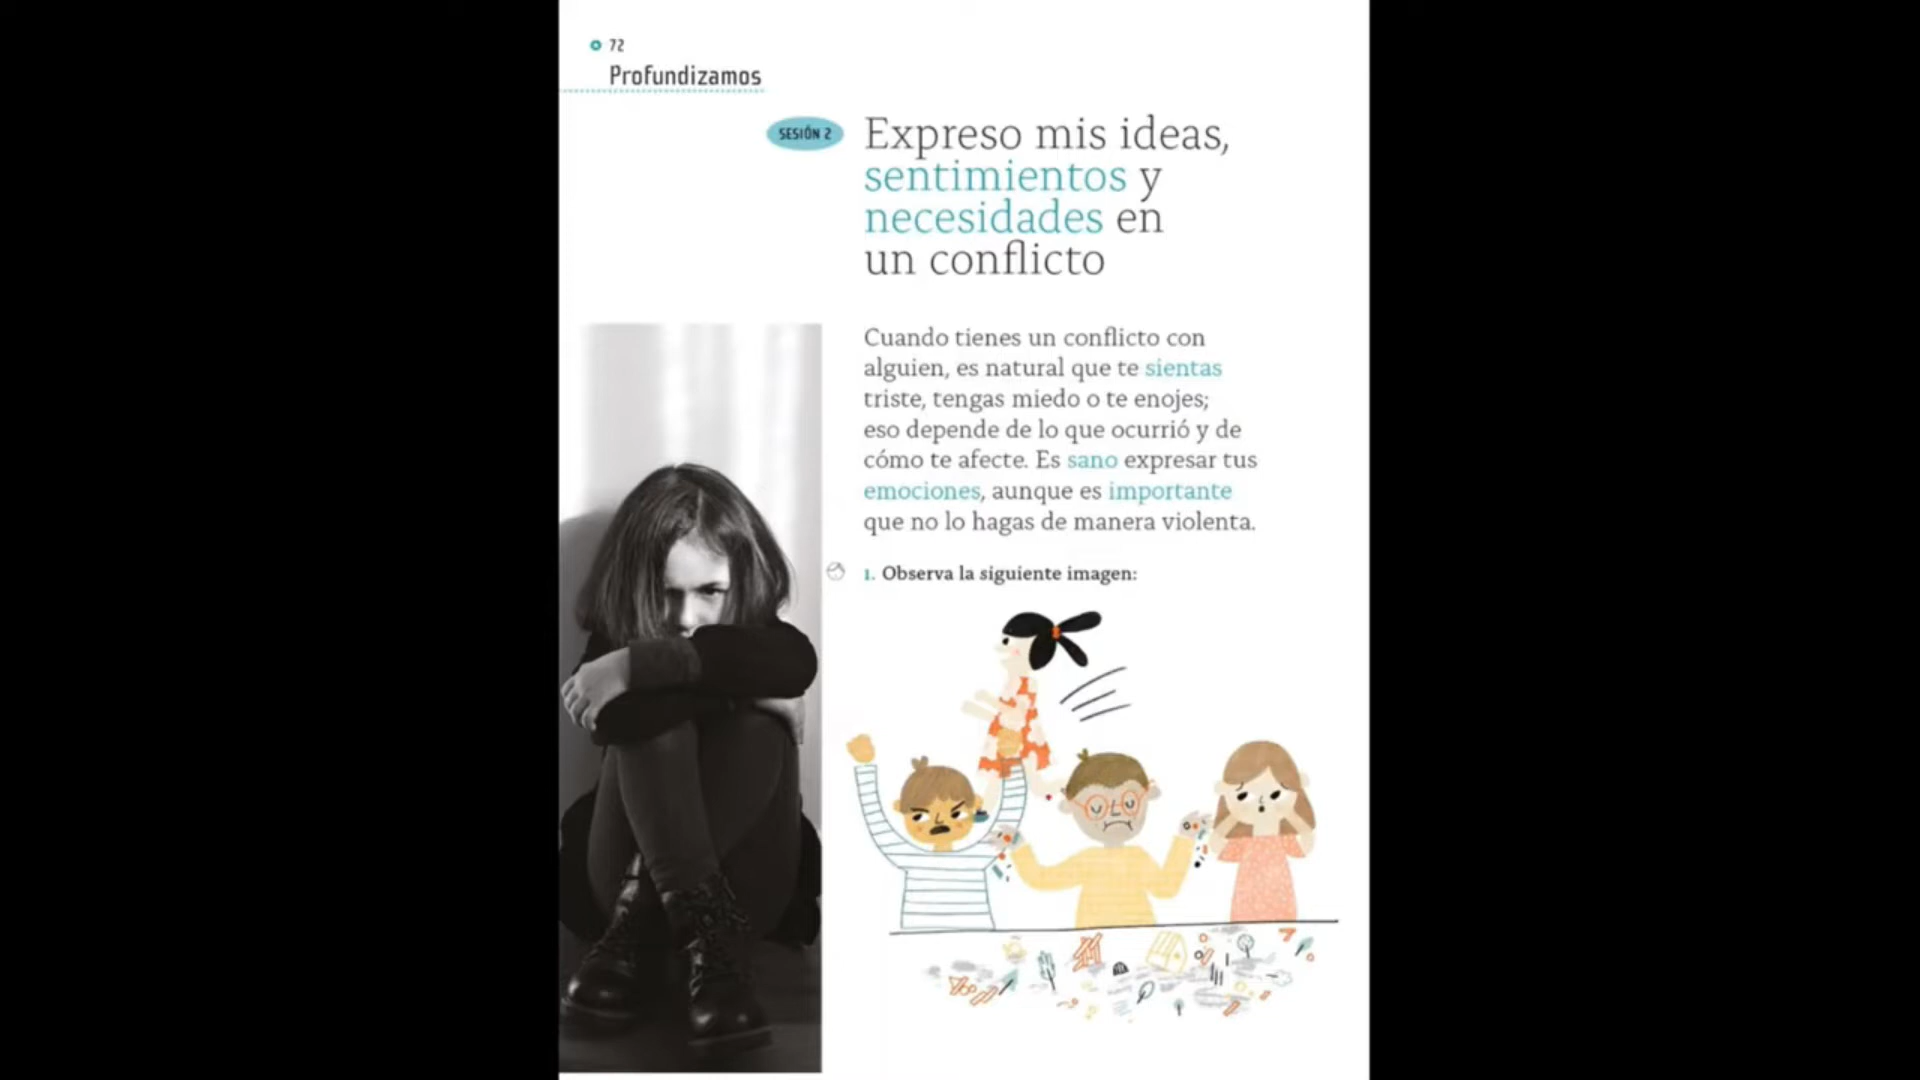 72
Profundizamos
SESIÓN 2
Expreso mis ideas,
sentimientos y
necesidades en
un conflicto
Cuando tienes un conflicto con
alguien, es natural que te sientas
triste, tengas miedo o te enojes;
eso depende de lo que ocurrió y de
cómo te afecte. Es sano expresar tus
emociones, aunque es importante
que no lo hagas de manera violenta.
1. Observa la siguiente imagen: